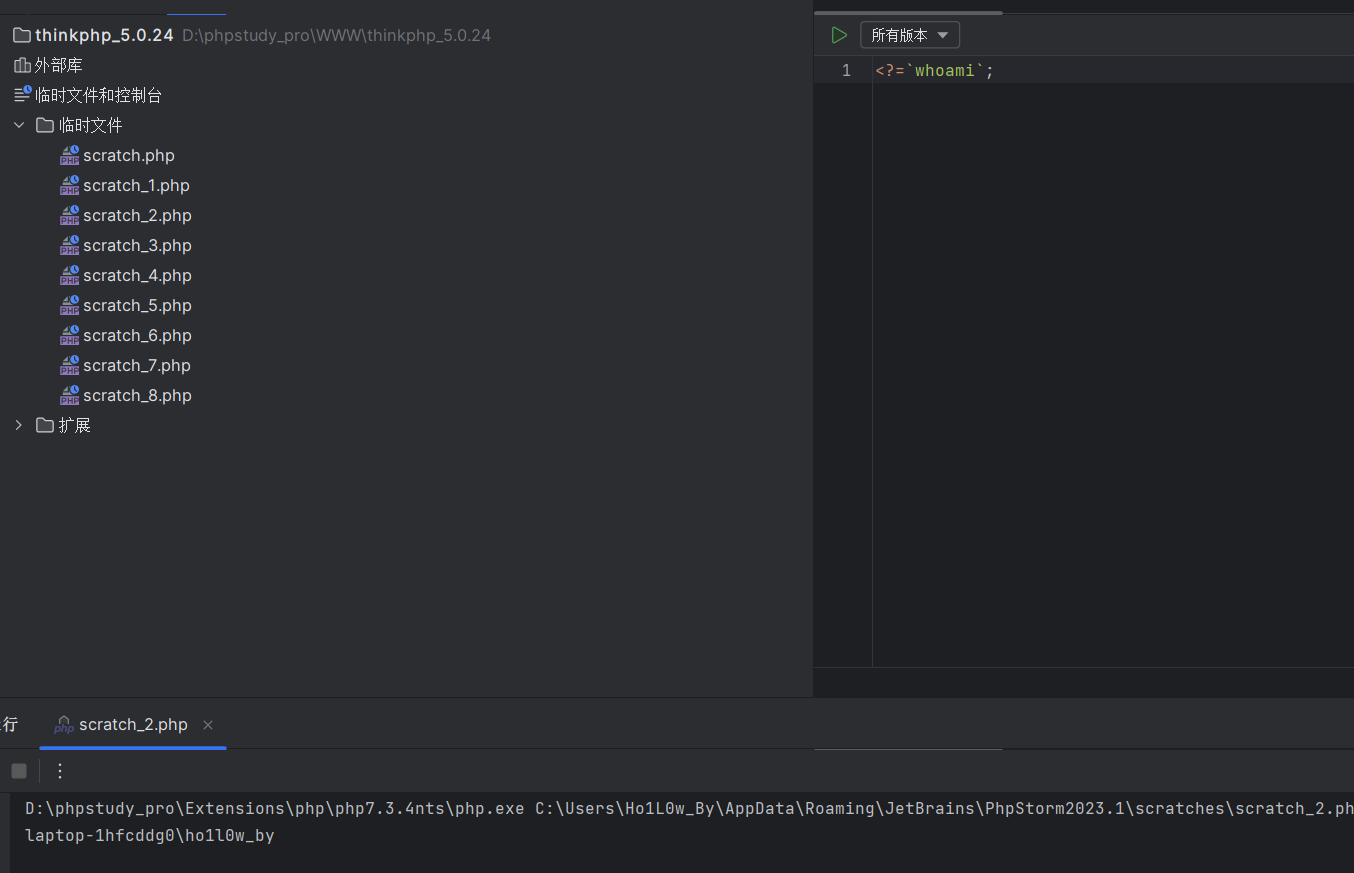 thinkphp_5.0.24 D:\phpstudy_pro\WWW\thinkphp_5.0.24
外部库
临时文件和控制台
临时文件
scratch.php
scratch_1.php
scratch_2.php
scratch_3.php
scratch_4.php
scratch_5.php
scratch_6.php
scratch_7.php
scratch_8.php
扩展
所有版本
1 <?=`whoami`;
行 scratch_2.php
D:\phpstudy_pro\Extensions\php\php7.3.4nts\php.exe C:\Users\Ho1L0w_By\AppData\Roaming\JetBrains\PhpStorm2023.1\scratches\scratch_2.ph
laptop-1hfcddg0\ho1l0w_by